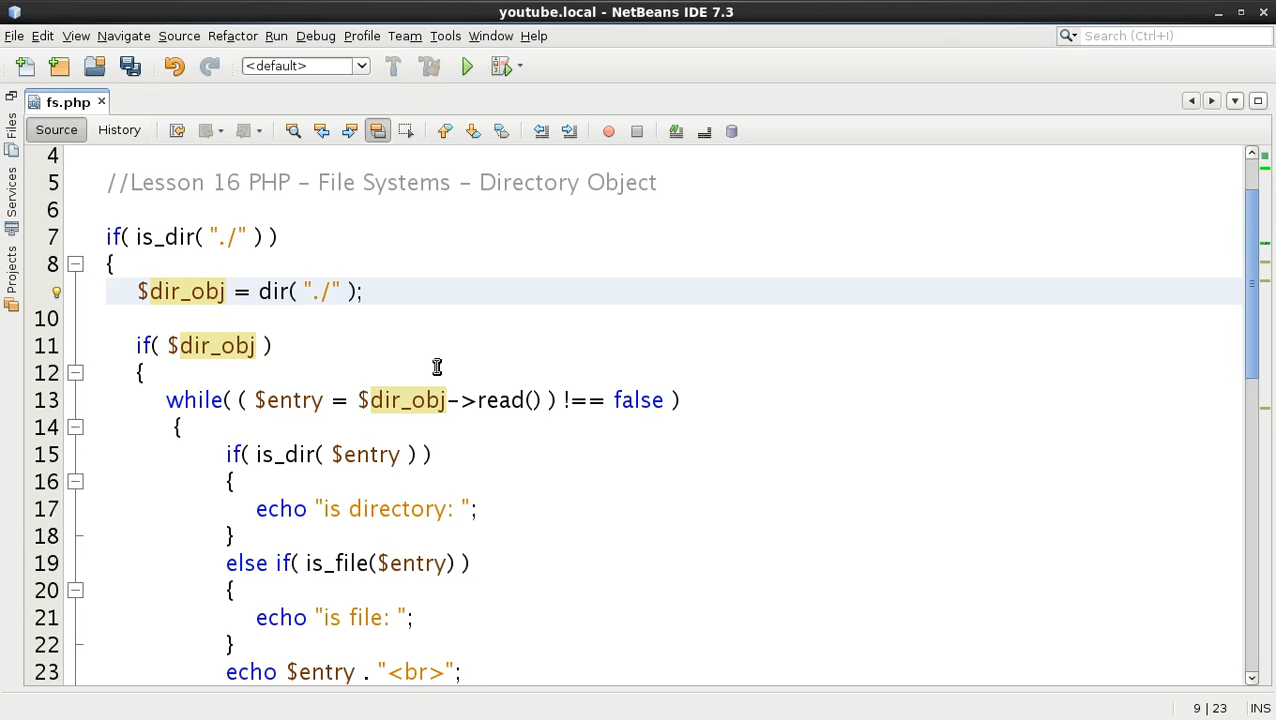 youtube.local - NetBeans IDE 7.3
File Edit View Navigate Source Refactor Run Debug Profile Team Tools Window Help
Search (Ctrl+I)
<default>
fs.php
Source History
Files
Services
Projects
4
5 //Lesson 16 PHP - File Systems - Directory Object
6
7 if( is_dir( "./" ) )
8 {
$dir_obj = dir( "./" );
10
11 if( $dir_obj )
12 {
13 while( ( $entry = $dir_obj->read() ) !== false )
14 {
15 if( is_dir( $entry ) )
16 {
17 echo "is directory: ";
18 }
19 else if( is_file($entry) )
20 {
21 echo "is file: ";
22 }
23 echo $entry . "<br>";
9 | 23 INS